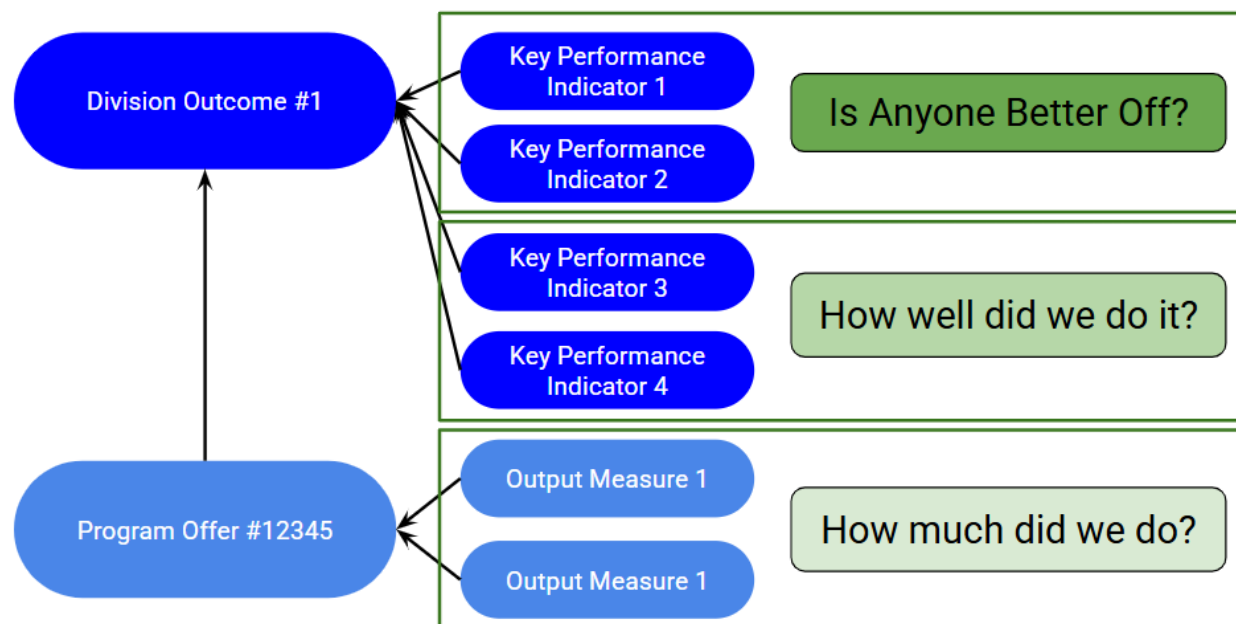 Division Outcome #1
Key Performance
Indicator 1
Key Performance
Indicator 2
Is Anyone Better Off?
Key Performance
Indicator 3
Key Performance
Indicator 4
How well did we do it?
Program Offer #12345
Output Measure 1
Output Measure 1
How much did we do?